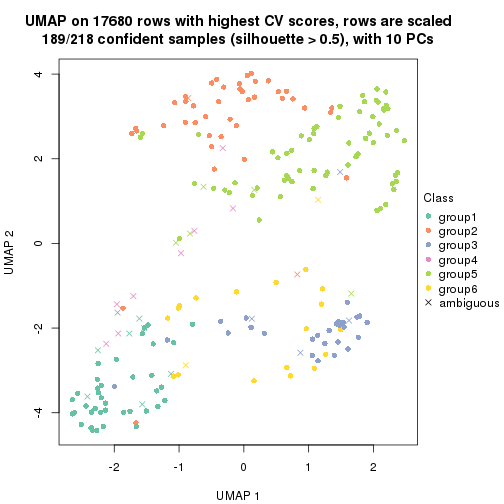 UMAP on 17680 rows with highest CV scores, rows are scaled
189/218 confident samples (silhouette > 0.5), with 10 PCs
4
2
0
-2
-4
UMAP 2
-2
-1
0
1
2
UMAP 1
Class
group1
group2
group3
group4
group5
group6
ambiguous